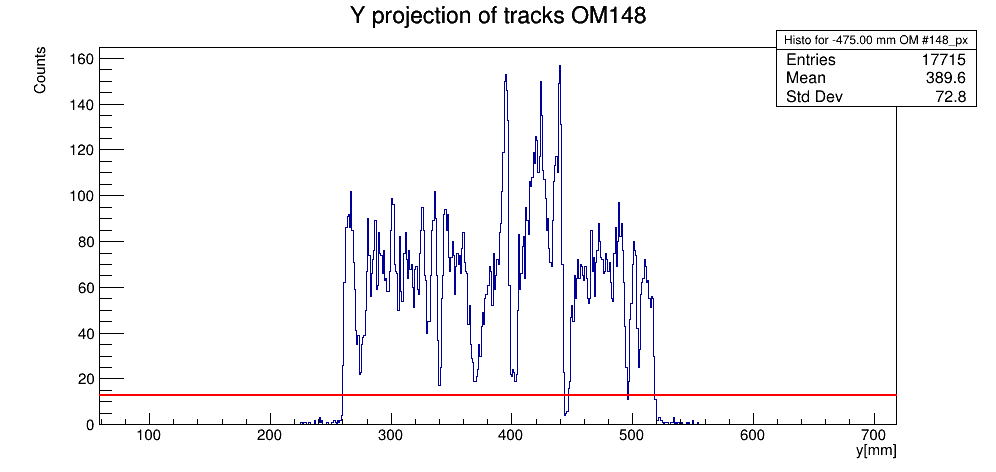 Y projection of tracks OM148
Histo for -475.00 mm OM #148_px
Entries 17715
Mean 389.6
Std Dev 72.8
Counts
160
140
120
100
80
60
40
20
0
100 200 300 400 500 600 700
y[mm]